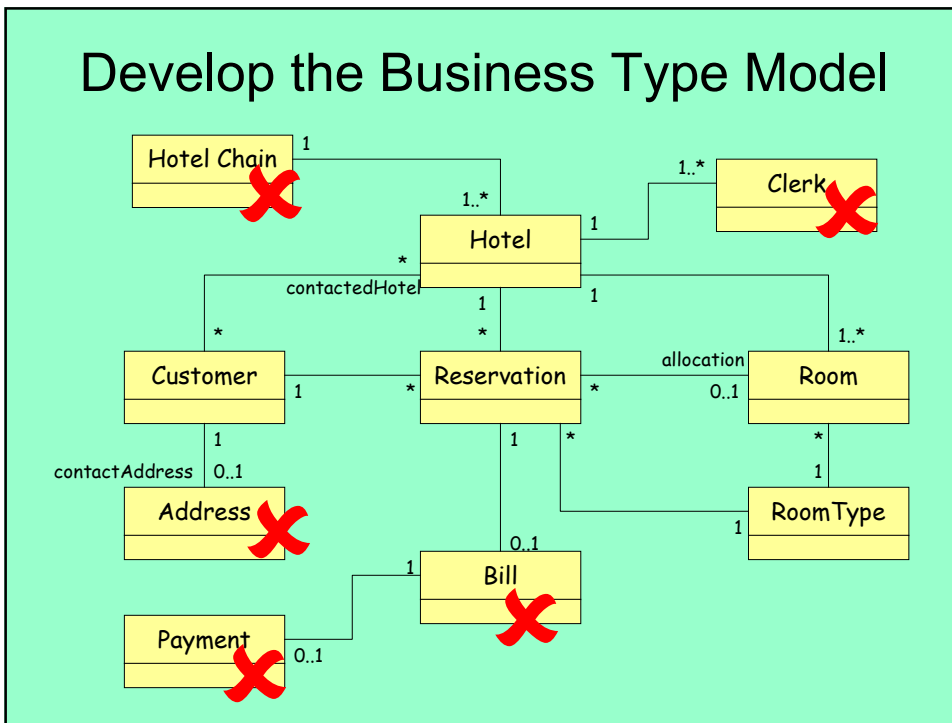 Develop the Business Type Model
Hotel Chain
1
1..*
Clerk
1..*
Hotel
1
*
contactedHotel
1
1
*
*
1..*
Customer
1
*
Reservation
*
allocation
0..1
Room
1
contactAddress
0..1
1
*
*
1
Address
RoomType
1
0..1
Bill
1
Payment
0..1